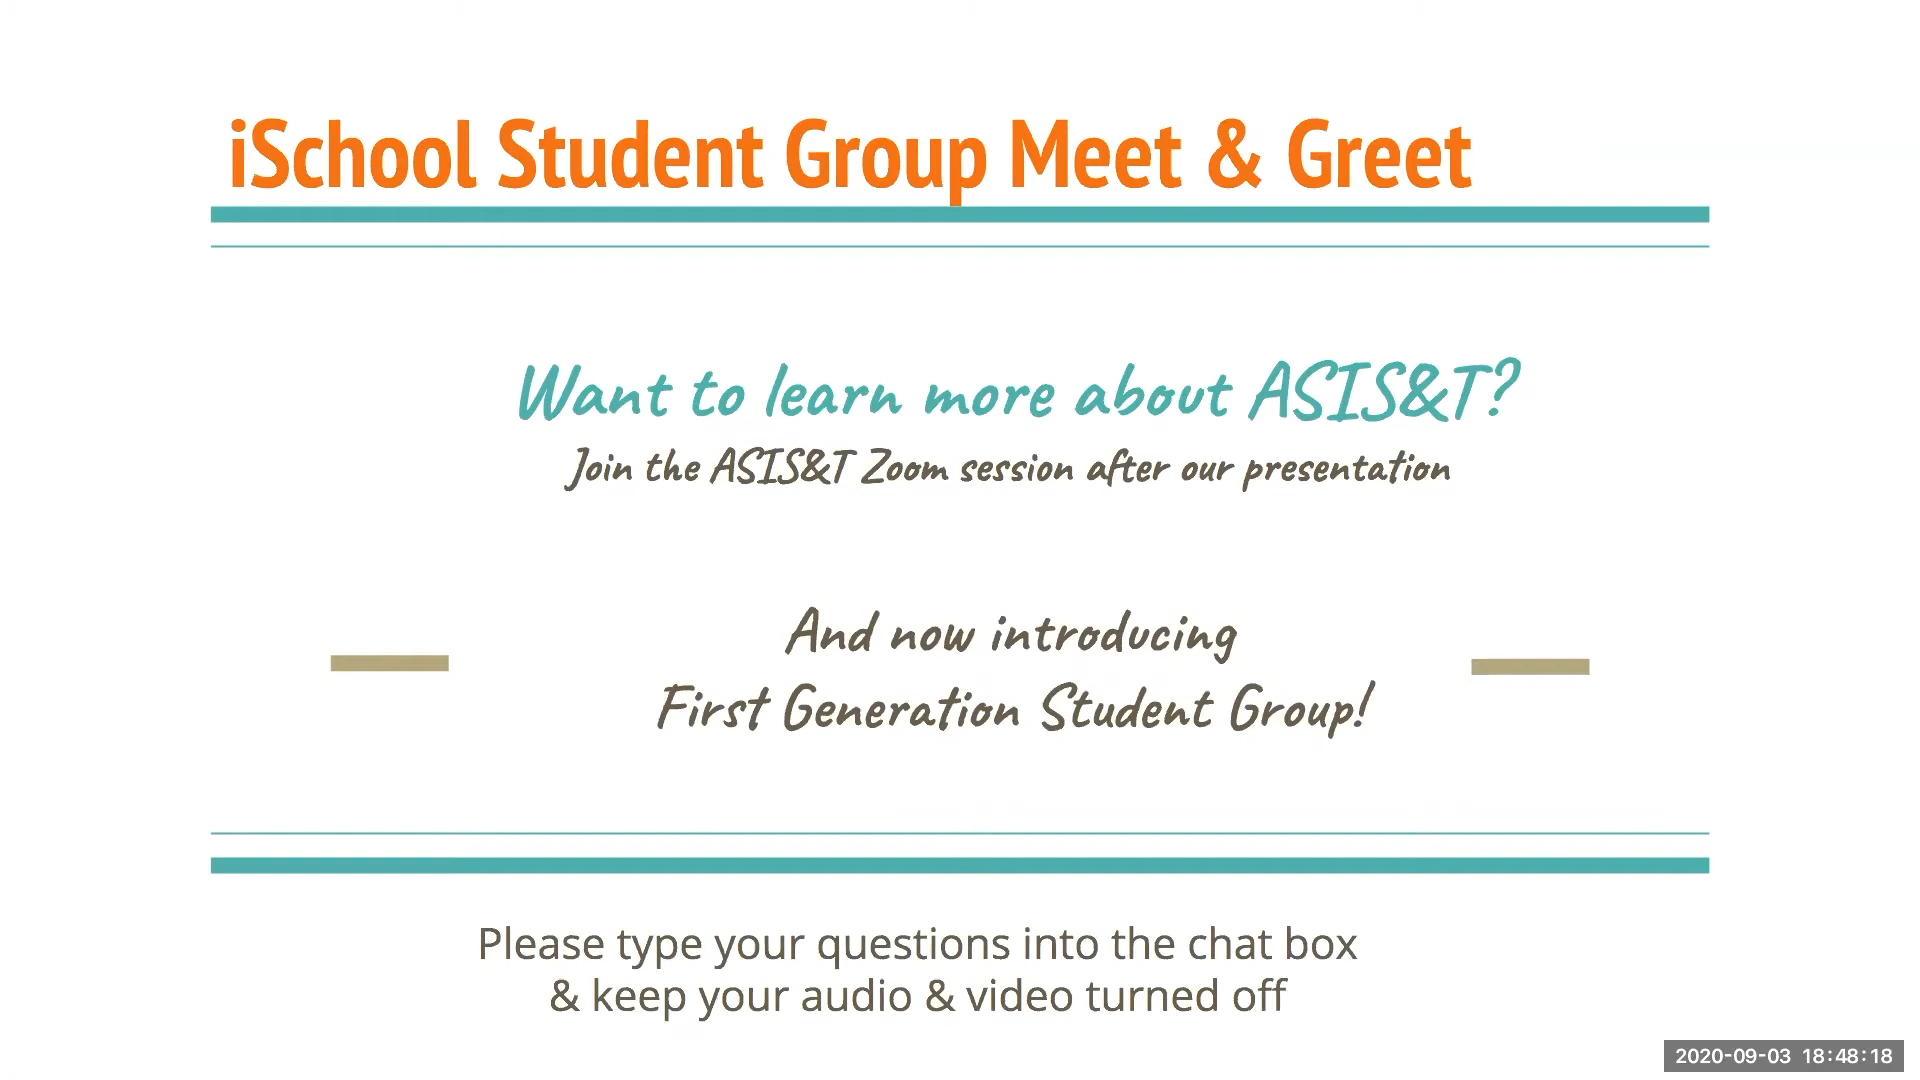 iSchool Student Group Meet & Greet
Want to learn more about ASIS&T?
Join the ASIS&T Zoom session after our presentation
And now introducing
First Generation Student Group!
Please type your questions into the chat box
& keep your audio & video turned off
2020-09-03 18:48:18